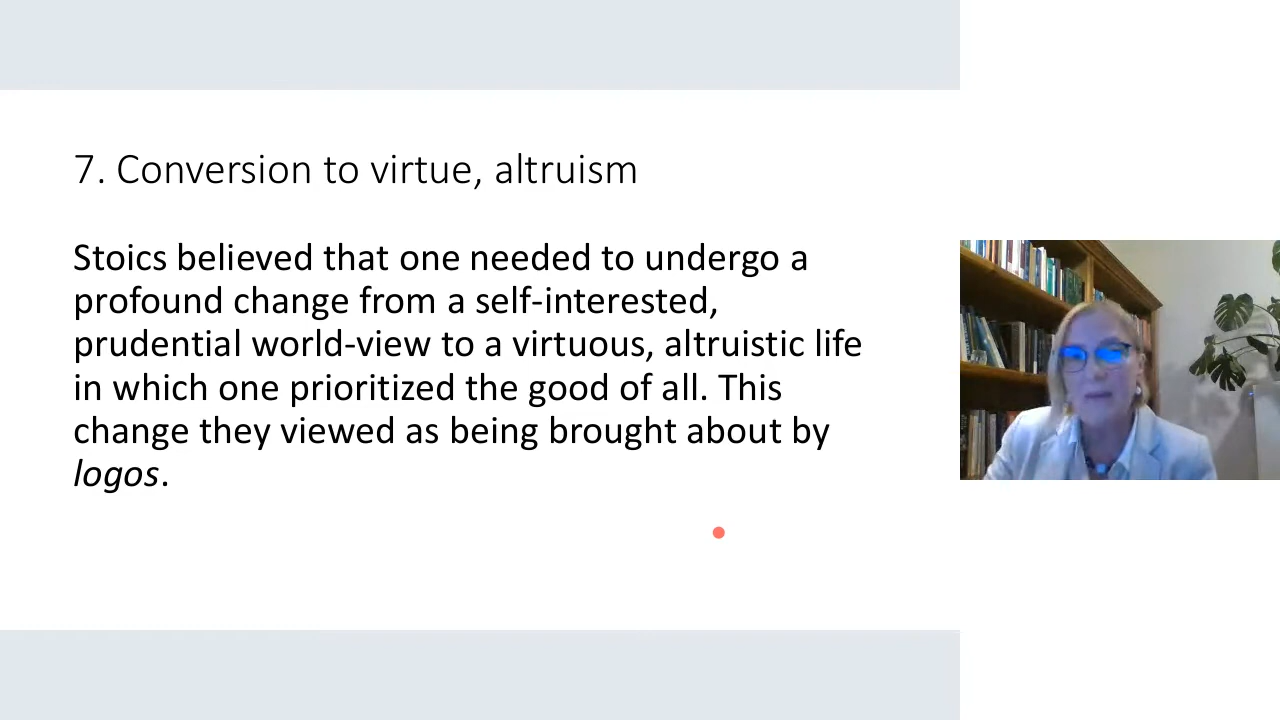 7. Conversion to virtue, altruism
Stoics believed that one needed to undergo a
profound change from a self-interested,
prudential world-view to a virtuous, altruistic life
in which one prioritized the good of all. This
change they viewed as being brought about by
logos.